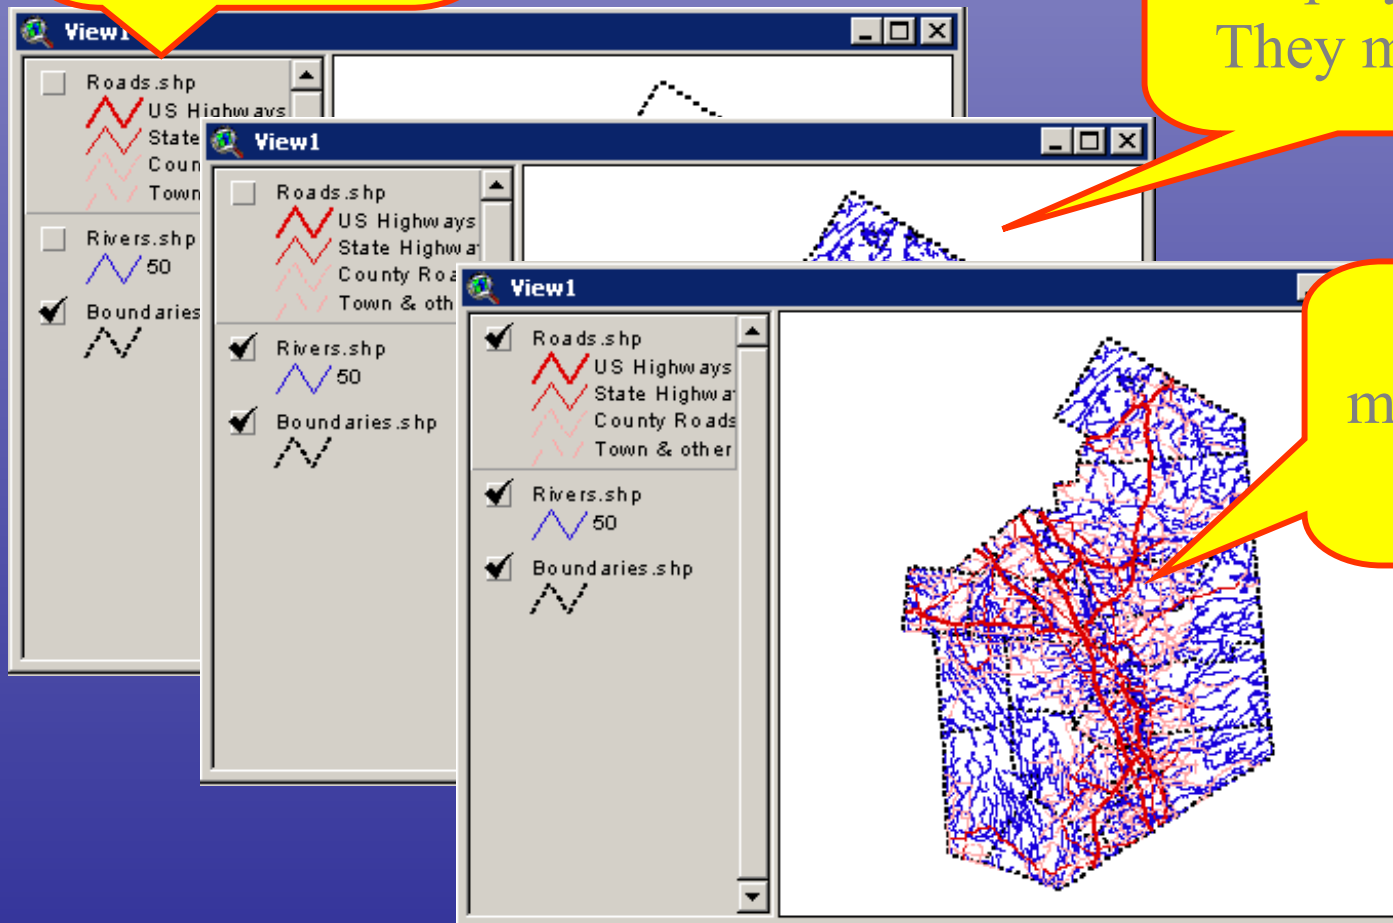 View1
Roads.shp
US Highways
State
Coun
Town
Rivers.shp
50
Boundaries
They m
View1
Roads.shp
US Highways
State Highwa
County Roa
Town & oth
Rivers.shp
50
Boundaries.shp
View1
Roads.shp
US Highways
State Highwa
County Roads
Town & other
Rivers.shp
50
Boundaries.shp
m